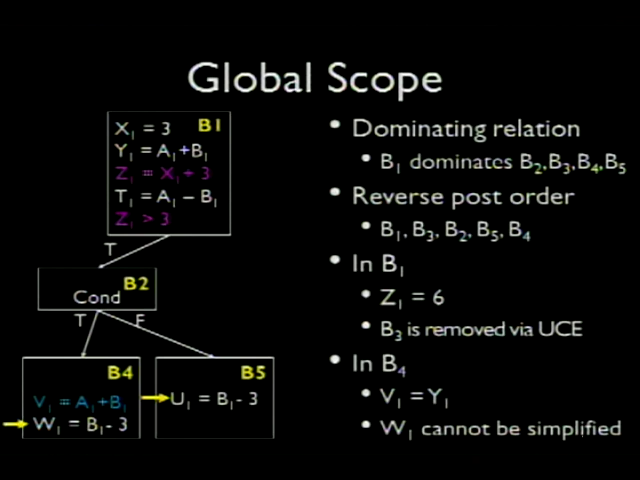 Global Scope
X₁ = 3 B1
Y₁ = A₁+B₁
Z₁ = X₁ + 3
T₁ = A₁ − B₁
Z₁ > 3
T
B2
Cond
T F
B4
V₁ = A₁+B₁
W₁ = B₁- 3
B5
U₁ = B₁- 3
• Dominating relation
• B₁ dominates B₂,B₃,B₄,B₅
• Reverse post order
• B₁, B₃, B₂, B₅, B₄
• In B₁
• Z₁ = 6
• B₃ is removed via UCE
• In B₄
• V₁ = Y₁
• W₁ cannot be simplified